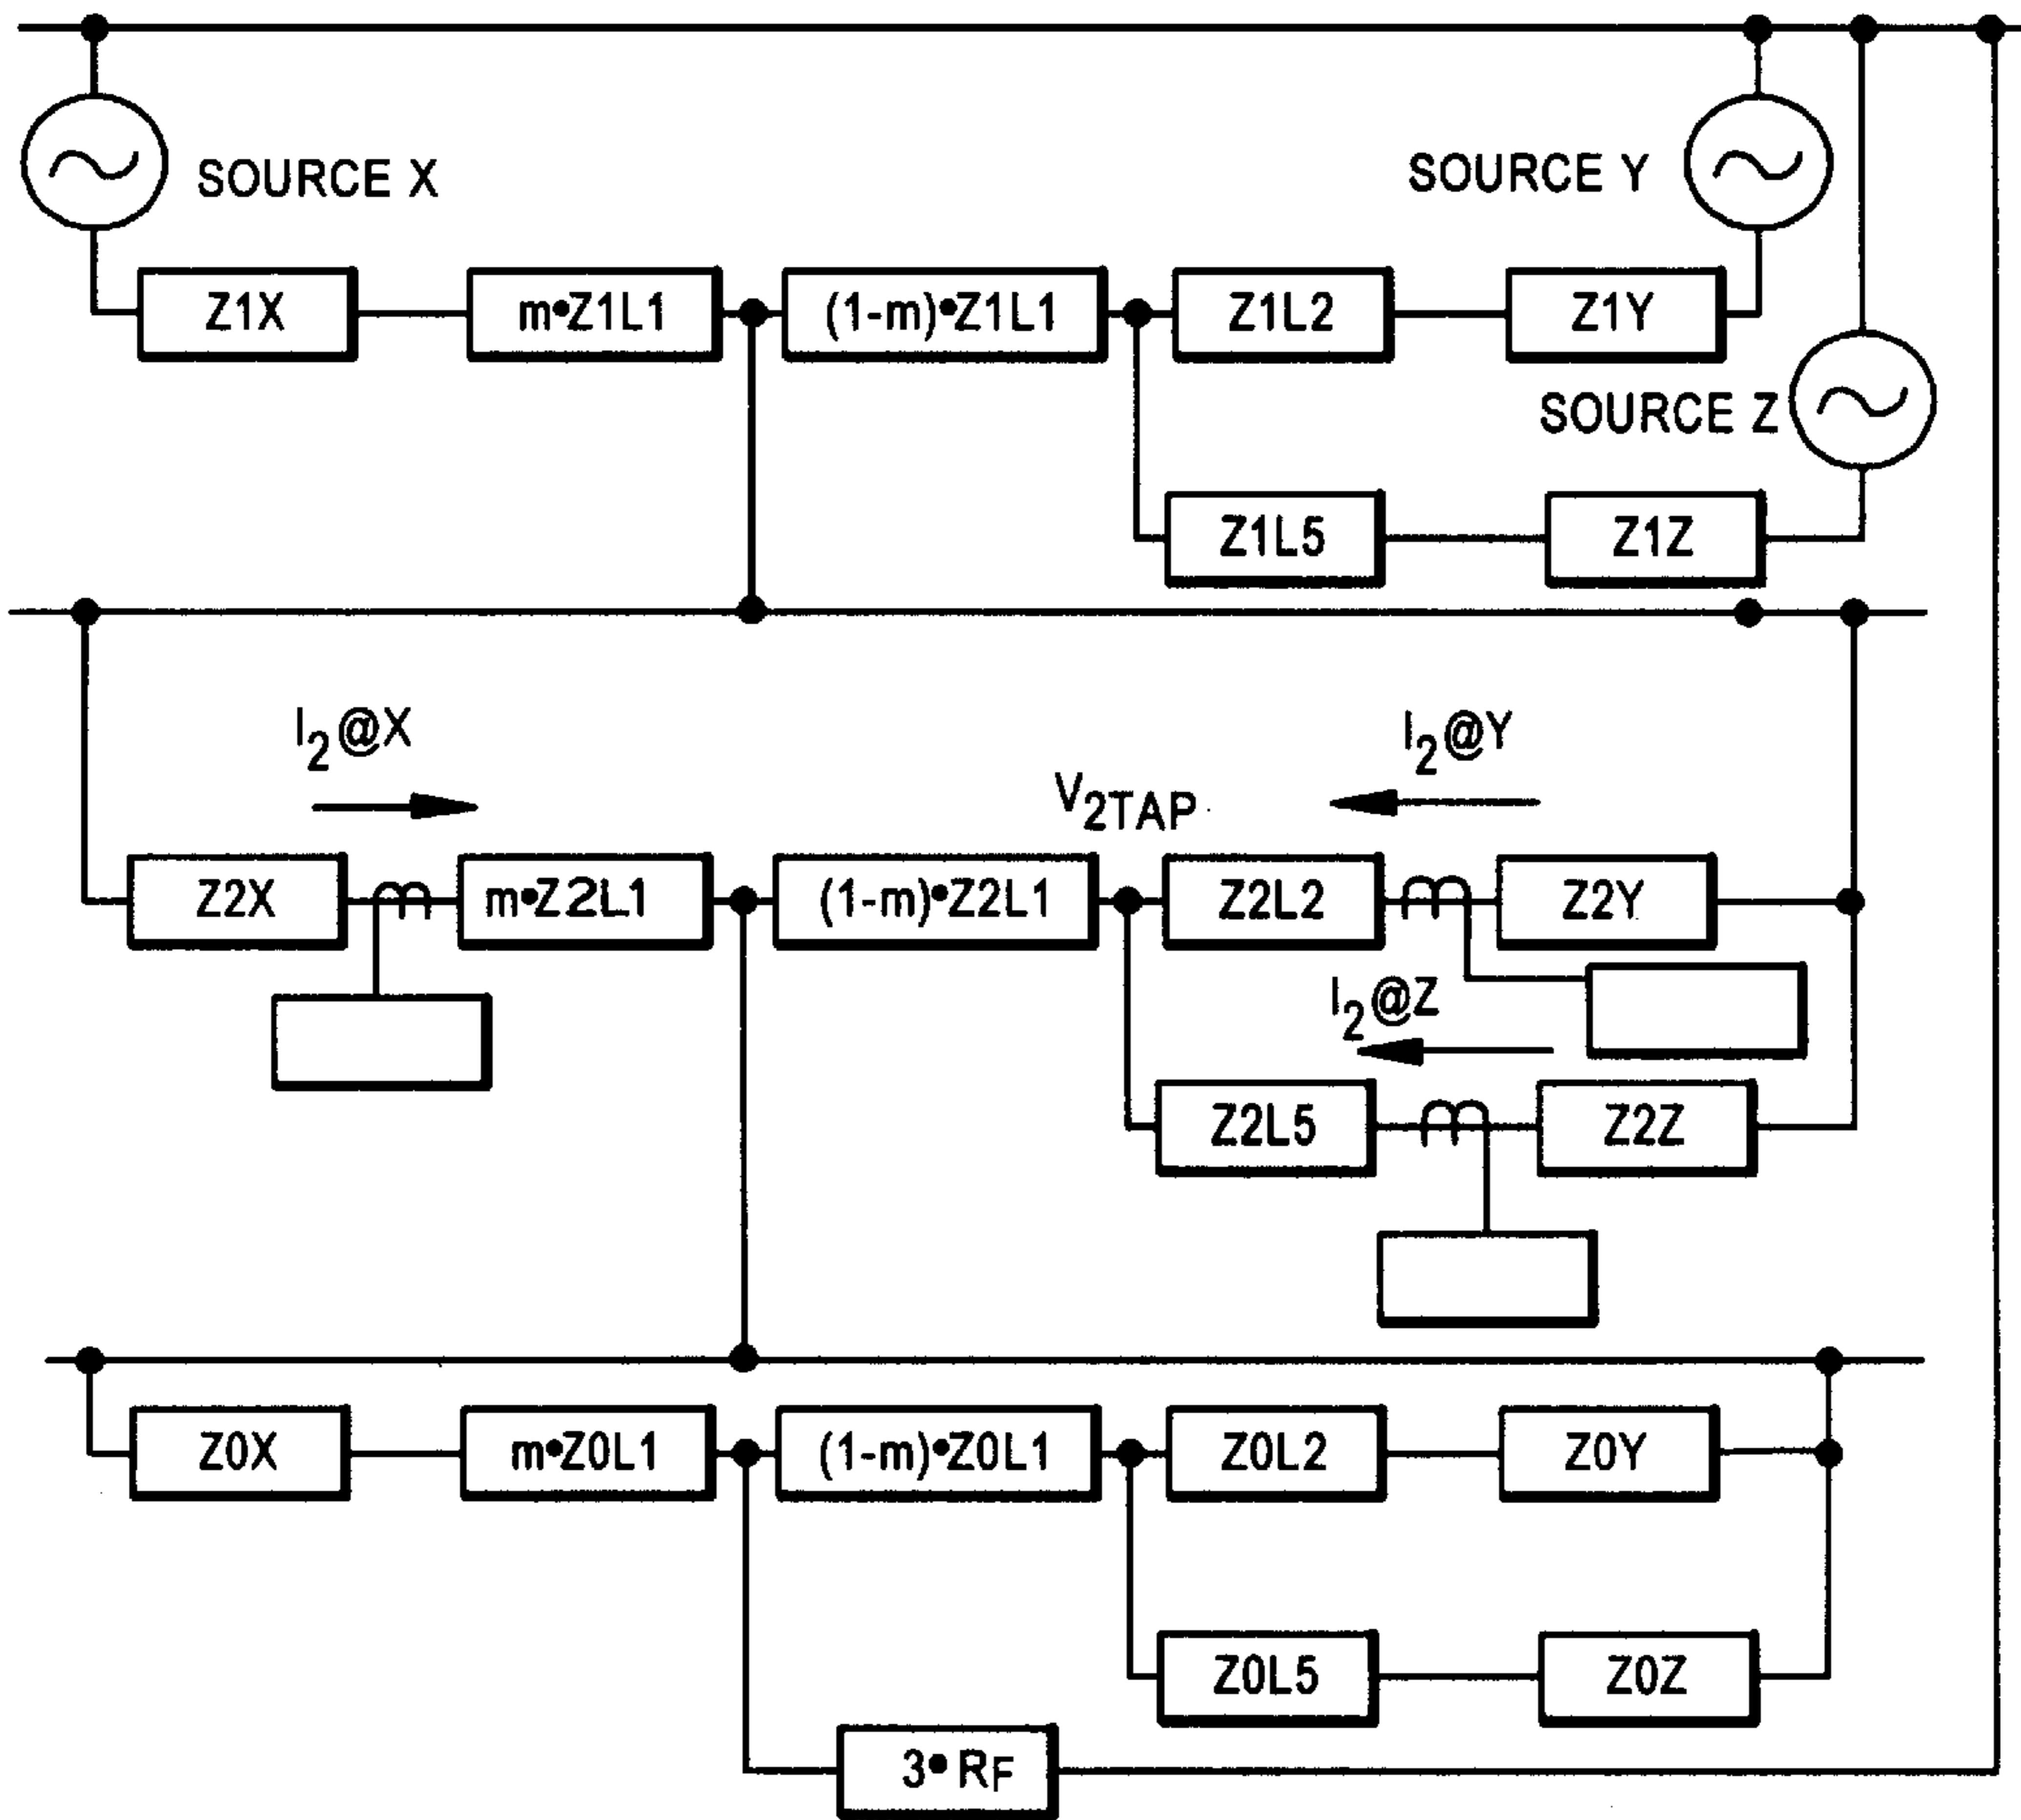 SOURCE X
SOURCE Y
Z1X
m•Z1L1
(1-m)•Z1L1
Z1L2
Z1Y
SOURCE Z
Z1L5
Z1Z
I2@X
V2TAP
I2@Y
Z2X
m•Z2L1
(1-m)•Z2L1
Z2L2
Z2Y
I2@Z
Z2L5
Z2Z
Z0X
m•Z0L1
(1-m)•Z0L1
Z0L2
Z0Y
Z0L5
Z0Z
3•RF